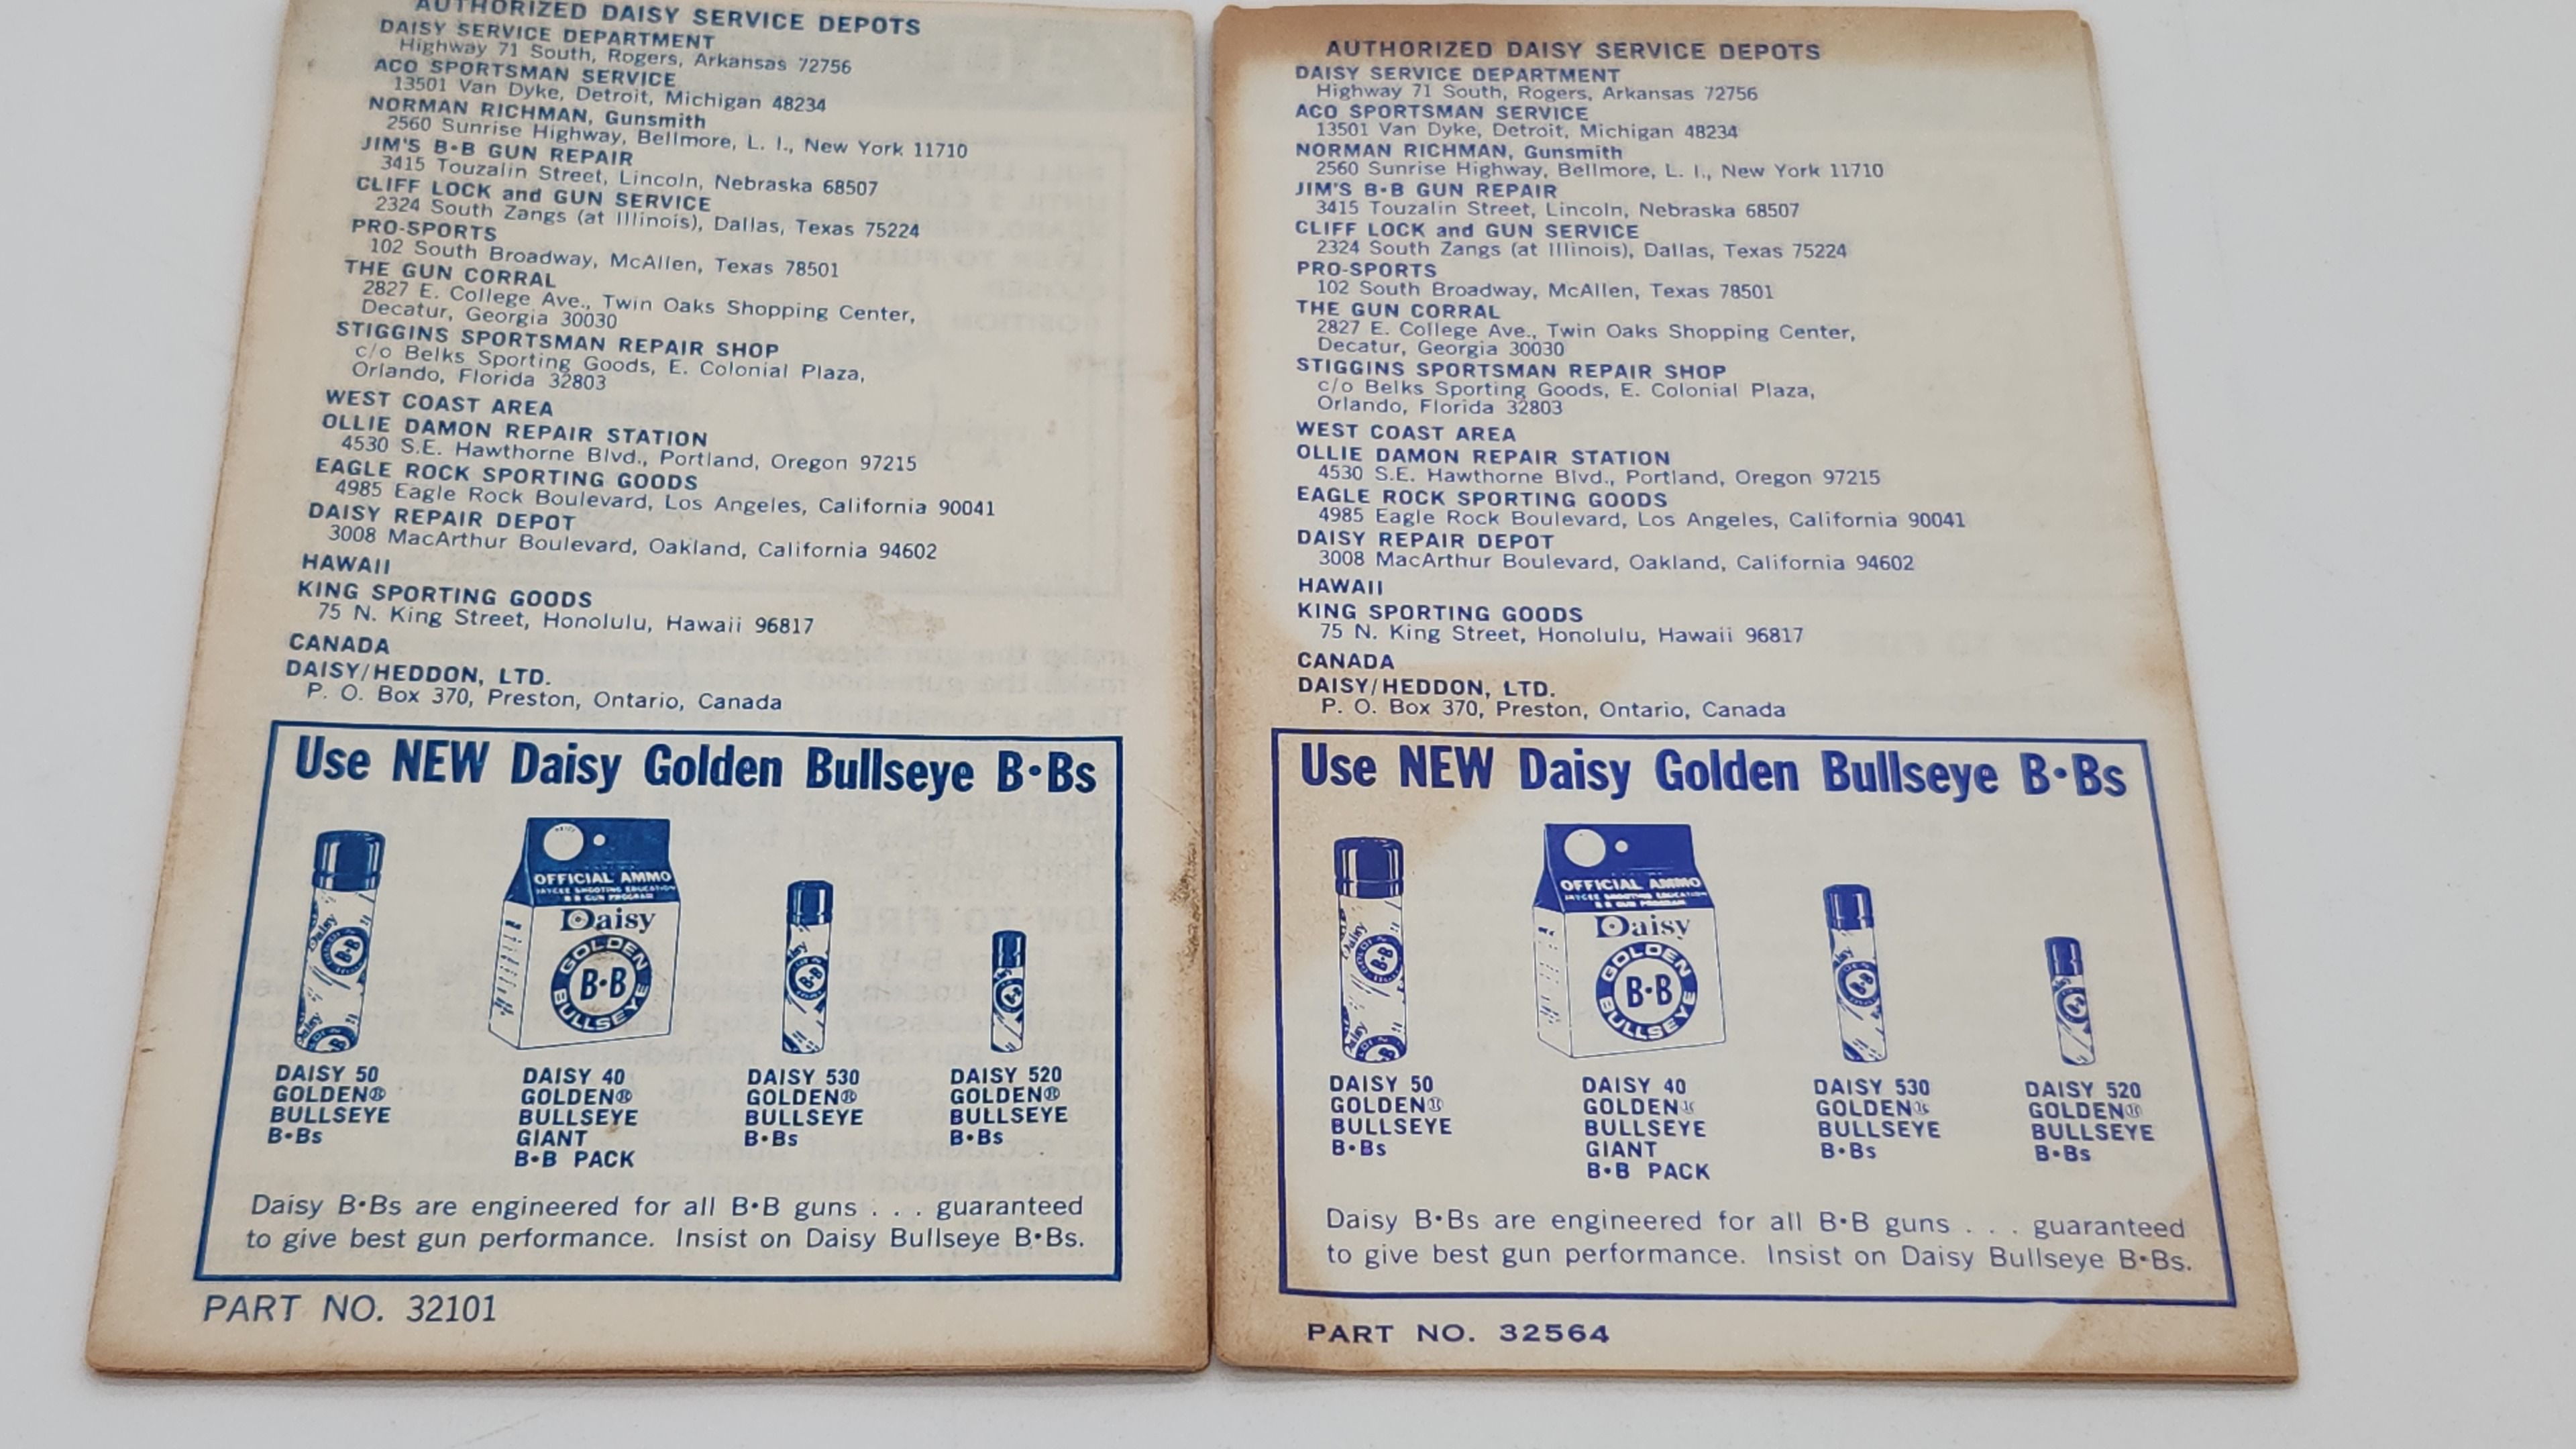 AUTHORIZED DAISY SERVICE DEPOTS
DAISY SERVICE DEPARTMENT
Highway 71 South, Rogers, Arkansas 72756
ACO SPORTSMAN SERVICE
13501 Van Dyke, Detroit, Michigan 48234
NORMAN RICHMAN, Gunsmith
2560 Sunrise Highway, Bellmore, L. I., New York 11710
JIM'S B•B GUN REPAIR
3415 Touzalin Street, Lincoln, Nebraska 68507
CLIFF LOCK and GUN SERVICE
2324 South Zangs (at Illinois), Dallas, Texas 75224
PRO-SPORTS
102 South Broadway, McAllen, Texas 78501
THE GUN CORRAL
2827 E. College Ave., Twin Oaks Shopping Center,
Decatur, Georgia 30030
STIGGINS SPORTSMAN REPAIR SHOP
c/o Belks Sporting Goods, E. Colonial Plaza,
Orlando, Florida 32803
WEST COAST AREA
OLLIE DAMON REPAIR STATION
4530 S.E. Hawthorne Blvd., Portland, Oregon 97215
EAGLE ROCK SPORTING GOODS
4985 Eagle Rock Boulevard, Los Angeles, California 90041
DAISY REPAIR DEPOT
3008 MacArthur Boulevard, Oakland, California 94602
HAWAII
KING SPORTING GOODS
75 N. King Street, Honolulu, Hawaii 96817
CANADA
DAISY/HEDDON, LTD.
P. O. Box 370, Preston, Ontario, Canada
Use NEW Daisy Golden Bullseye B•Bs
OFFICIAL AMMO
JAYCEE SHOOTING EDUCATION
B•B GUN PROGRAM
Daisy
GOLDEN
B•B
BULLSEYE
Daisy
B•B
Daisy
B•B
B•B
DAISY 50
GOLDEN®
BULLSEYE
B•Bs
DAISY 40
GOLDEN®
BULLSEYE
GIANT
B•B PACK
DAISY 530
GOLDEN®
BULLSEYE
B•Bs
DAISY 520
GOLDEN®
BULLSEYE
B•Bs
Daisy B•Bs are engineered for all B•B guns . . . guaranteed
to give best gun performance. Insist on Daisy Bullseye B•Bs.
PART NO. 32101
AUTHORIZED DAISY SERVICE DEPOTS
DAISY SERVICE DEPARTMENT
Highway 71 South, Rogers, Arkansas 72756
ACO SPORTSMAN SERVICE
13501 Van Dyke, Detroit, Michigan 48234
NORMAN RICHMAN, Gunsmith
2560 Sunrise Highway, Bellmore, L. I., New York 11710
JIM'S B•B GUN REPAIR
3415 Touzalin Street, Lincoln, Nebraska 68507
CLIFF LOCK and GUN SERVICE
2324 South Zangs (at Illinois), Dallas, Texas 75224
PRO-SPORTS
102 South Broadway, McAllen, Texas 78501
THE GUN CORRAL
2827 E. College Ave., Twin Oaks Shopping Center,
Decatur, Georgia 30030
STIGGINS SPORTSMAN REPAIR SHOP
c/o Belks Sporting Goods, E. Colonial Plaza,
Orlando, Florida 32803
WEST COAST AREA
OLLIE DAMON REPAIR STATION
4530 S.E. Hawthorne Blvd., Portland, Oregon 97215
EAGLE ROCK SPORTING GOODS
4985 Eagle Rock Boulevard, Los Angeles, California 90041
DAISY REPAIR DEPOT
3008 MacArthur Boulevard, Oakland, California 94602
HAWAII
KING SPORTING GOODS
75 N. King Street, Honolulu, Hawaii 96817
CANADA
DAISY/HEDDON, LTD.
P. O. Box 370, Preston, Ontario, Canada
Use NEW Daisy Golden Bullseye B•Bs
OFFICIAL AMMO
JAYCEE SHOOTING EDUCATION
B•B GUN PROGRAM
Daisy
GOLDEN
B•B
BULLSEYE
Daisy
B•B
Daisy
B•B
B•B
DAISY 50
GOLDEN®
BULLSEYE
B•Bs
DAISY 40
GOLDEN®
BULLSEYE
GIANT
B•B PACK
DAISY 530
GOLDEN®
BULLSEYE
B•Bs
DAISY 520
GOLDEN®
BULLSEYE
B•Bs
Daisy B•Bs are engineered for all B•B guns . . . guaranteed
to give best gun performance. Insist on Daisy Bullseye B•Bs.
PART NO. 32564